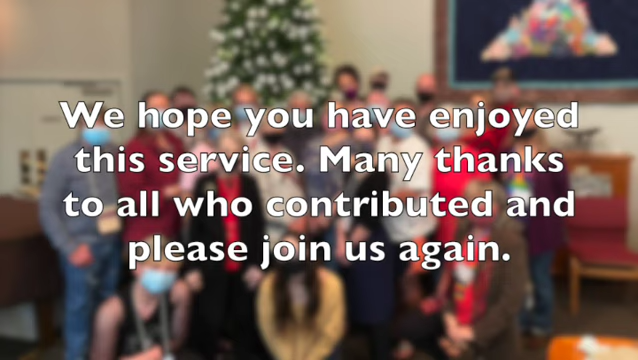 We hope you have enjoyed
this service. Many thanks
to all who contributed and
please join us again.